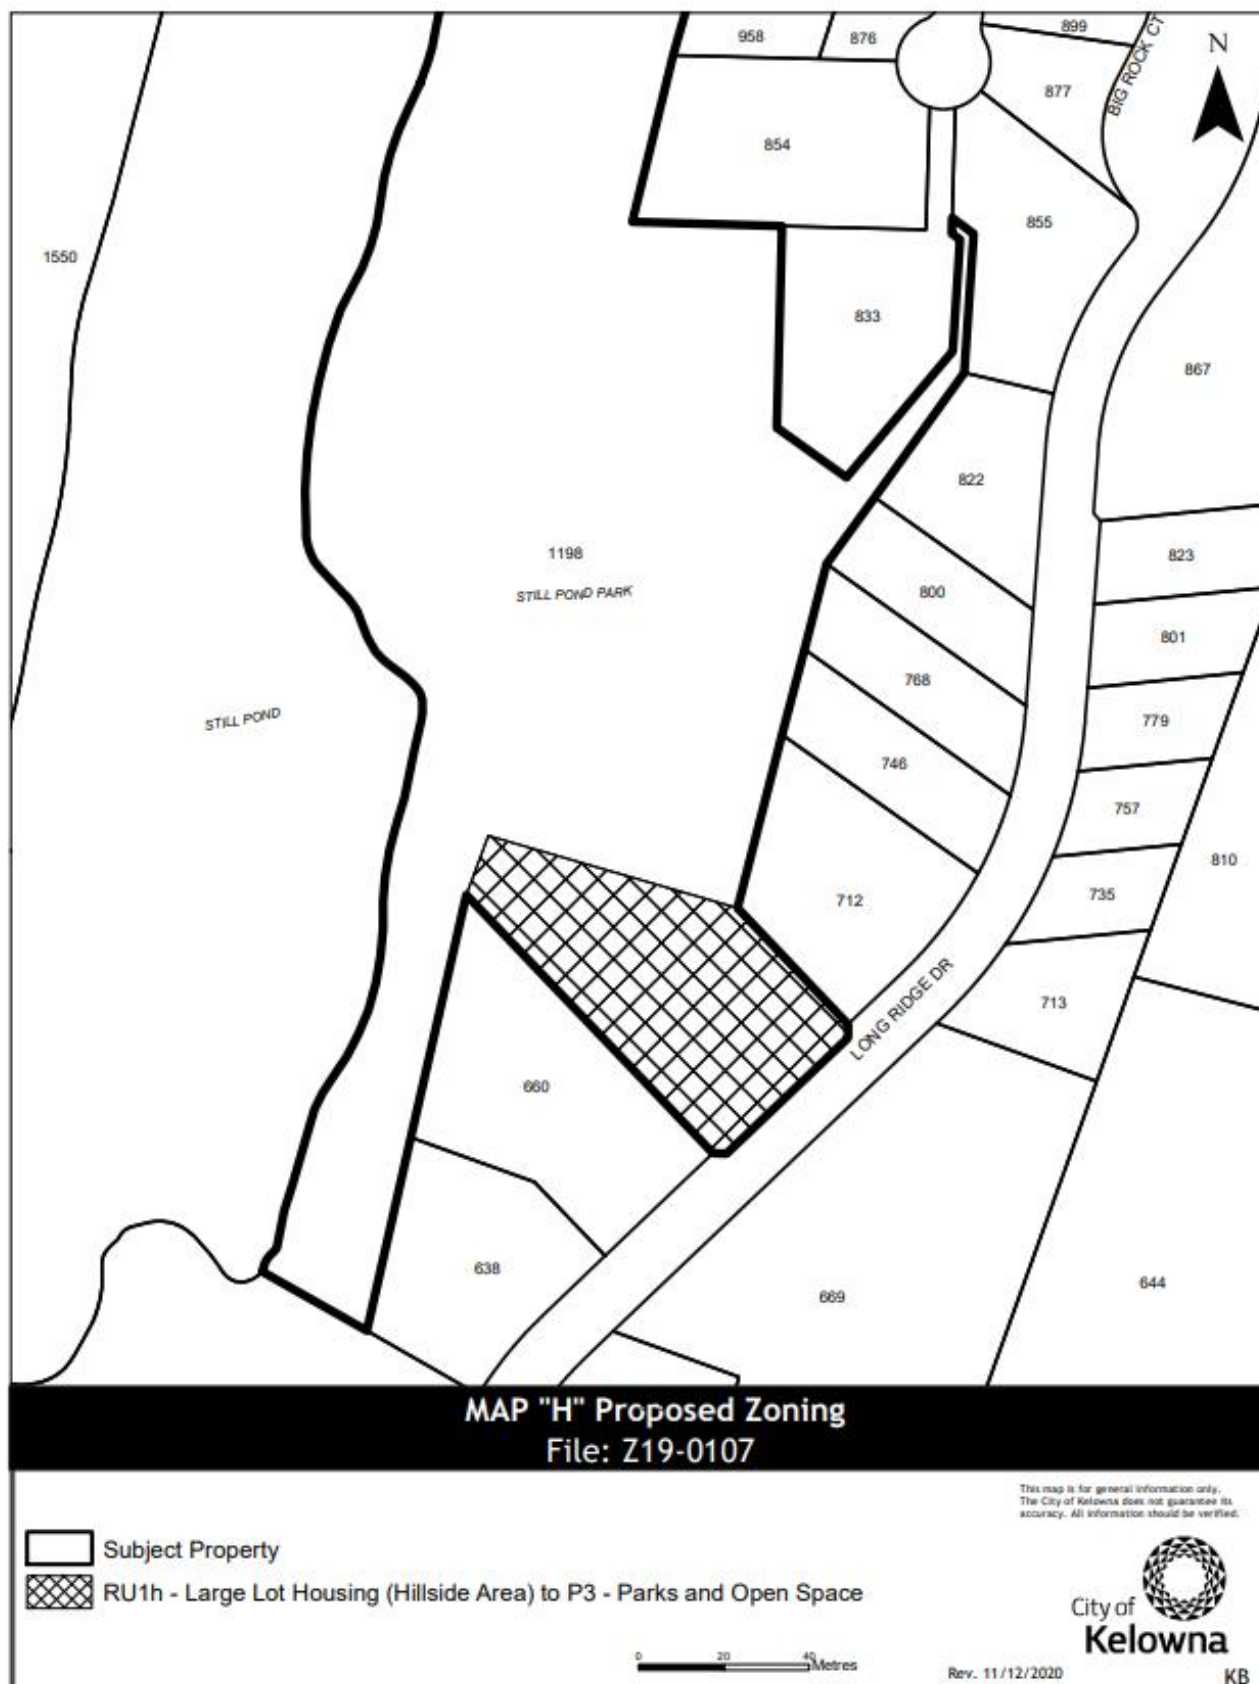 958
876
899
BIG ROCK CT
N
877
854
855
1550
833
867
822
1198
STILL POND PARK
823
800
801
768
779
STILL POND
746
757
810
735
712
LONG RIDGE DR
713
660
638
669
644
MAP "H" Proposed Zoning
File: Z19-0107
This map is for general information only.
The City of Kelowna does not guarantee its
accuracy. All information should be verified.
Subject Property
RU1h - Large Lot Housing (Hillside Area) to P3 - Parks and Open Space
City of
Kelowna
0 20 40 Metres
Rev. 11/12/2020
KB